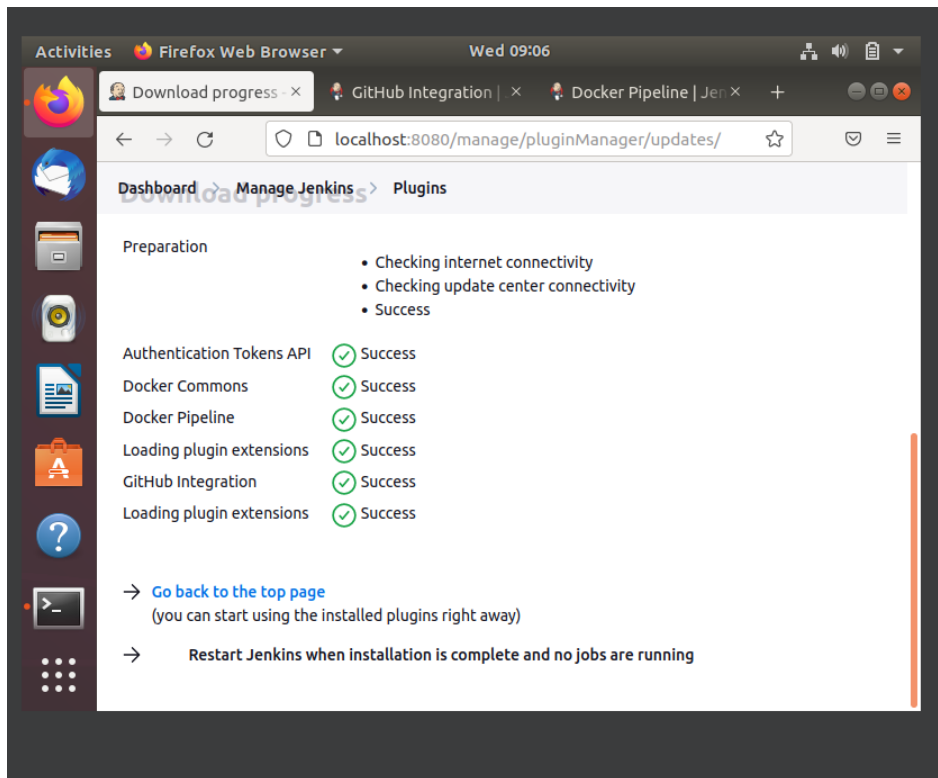 Activities Firefox Web Browser Wed 09:06
Download progress - GitHub Integration | Docker Pipeline | Jen
localhost:8080/manage/pluginManager/updates/
Dashboard > Manage Jenkins > Plugins
Download progress
Preparation
• Checking internet connectivity
• Checking update center connectivity
• Success
Authentication Tokens API Success
Docker Commons Success
Docker Pipeline Success
Loading plugin extensions Success
GitHub Integration Success
Loading plugin extensions Success
→ Go back to the top page
(you can start using the installed plugins right away)
→ Restart Jenkins when installation is complete and no jobs are running